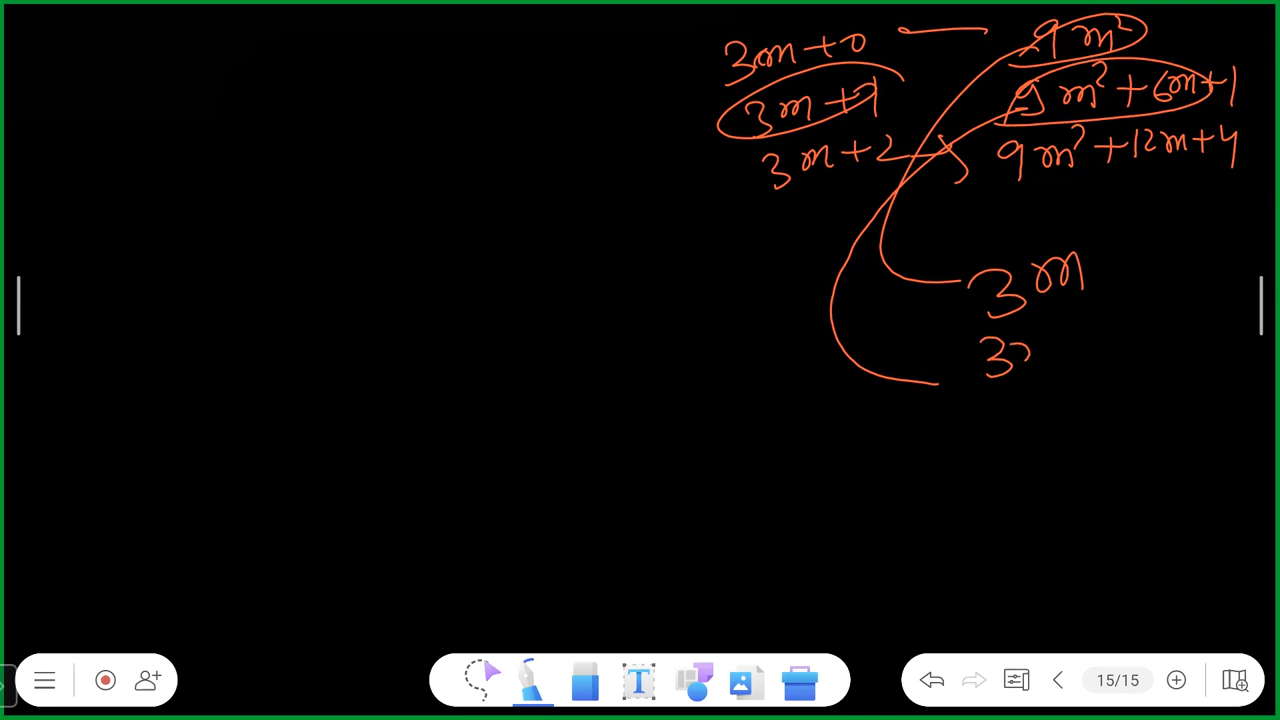 3m+0 — 9m²
3m+1 9m²+6m+1
3m+2 → 9m²+12m+4
3m
3
T
15/15